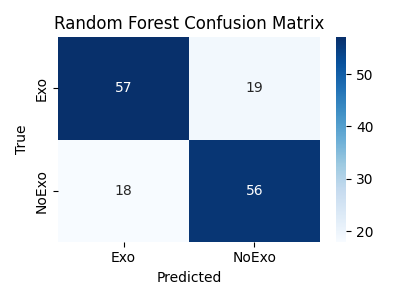 Random Forest Confusion Matrix
True
Exo
57
19
NoExo
18
56
Exo
NoExo
Predicted
50
40
30
20